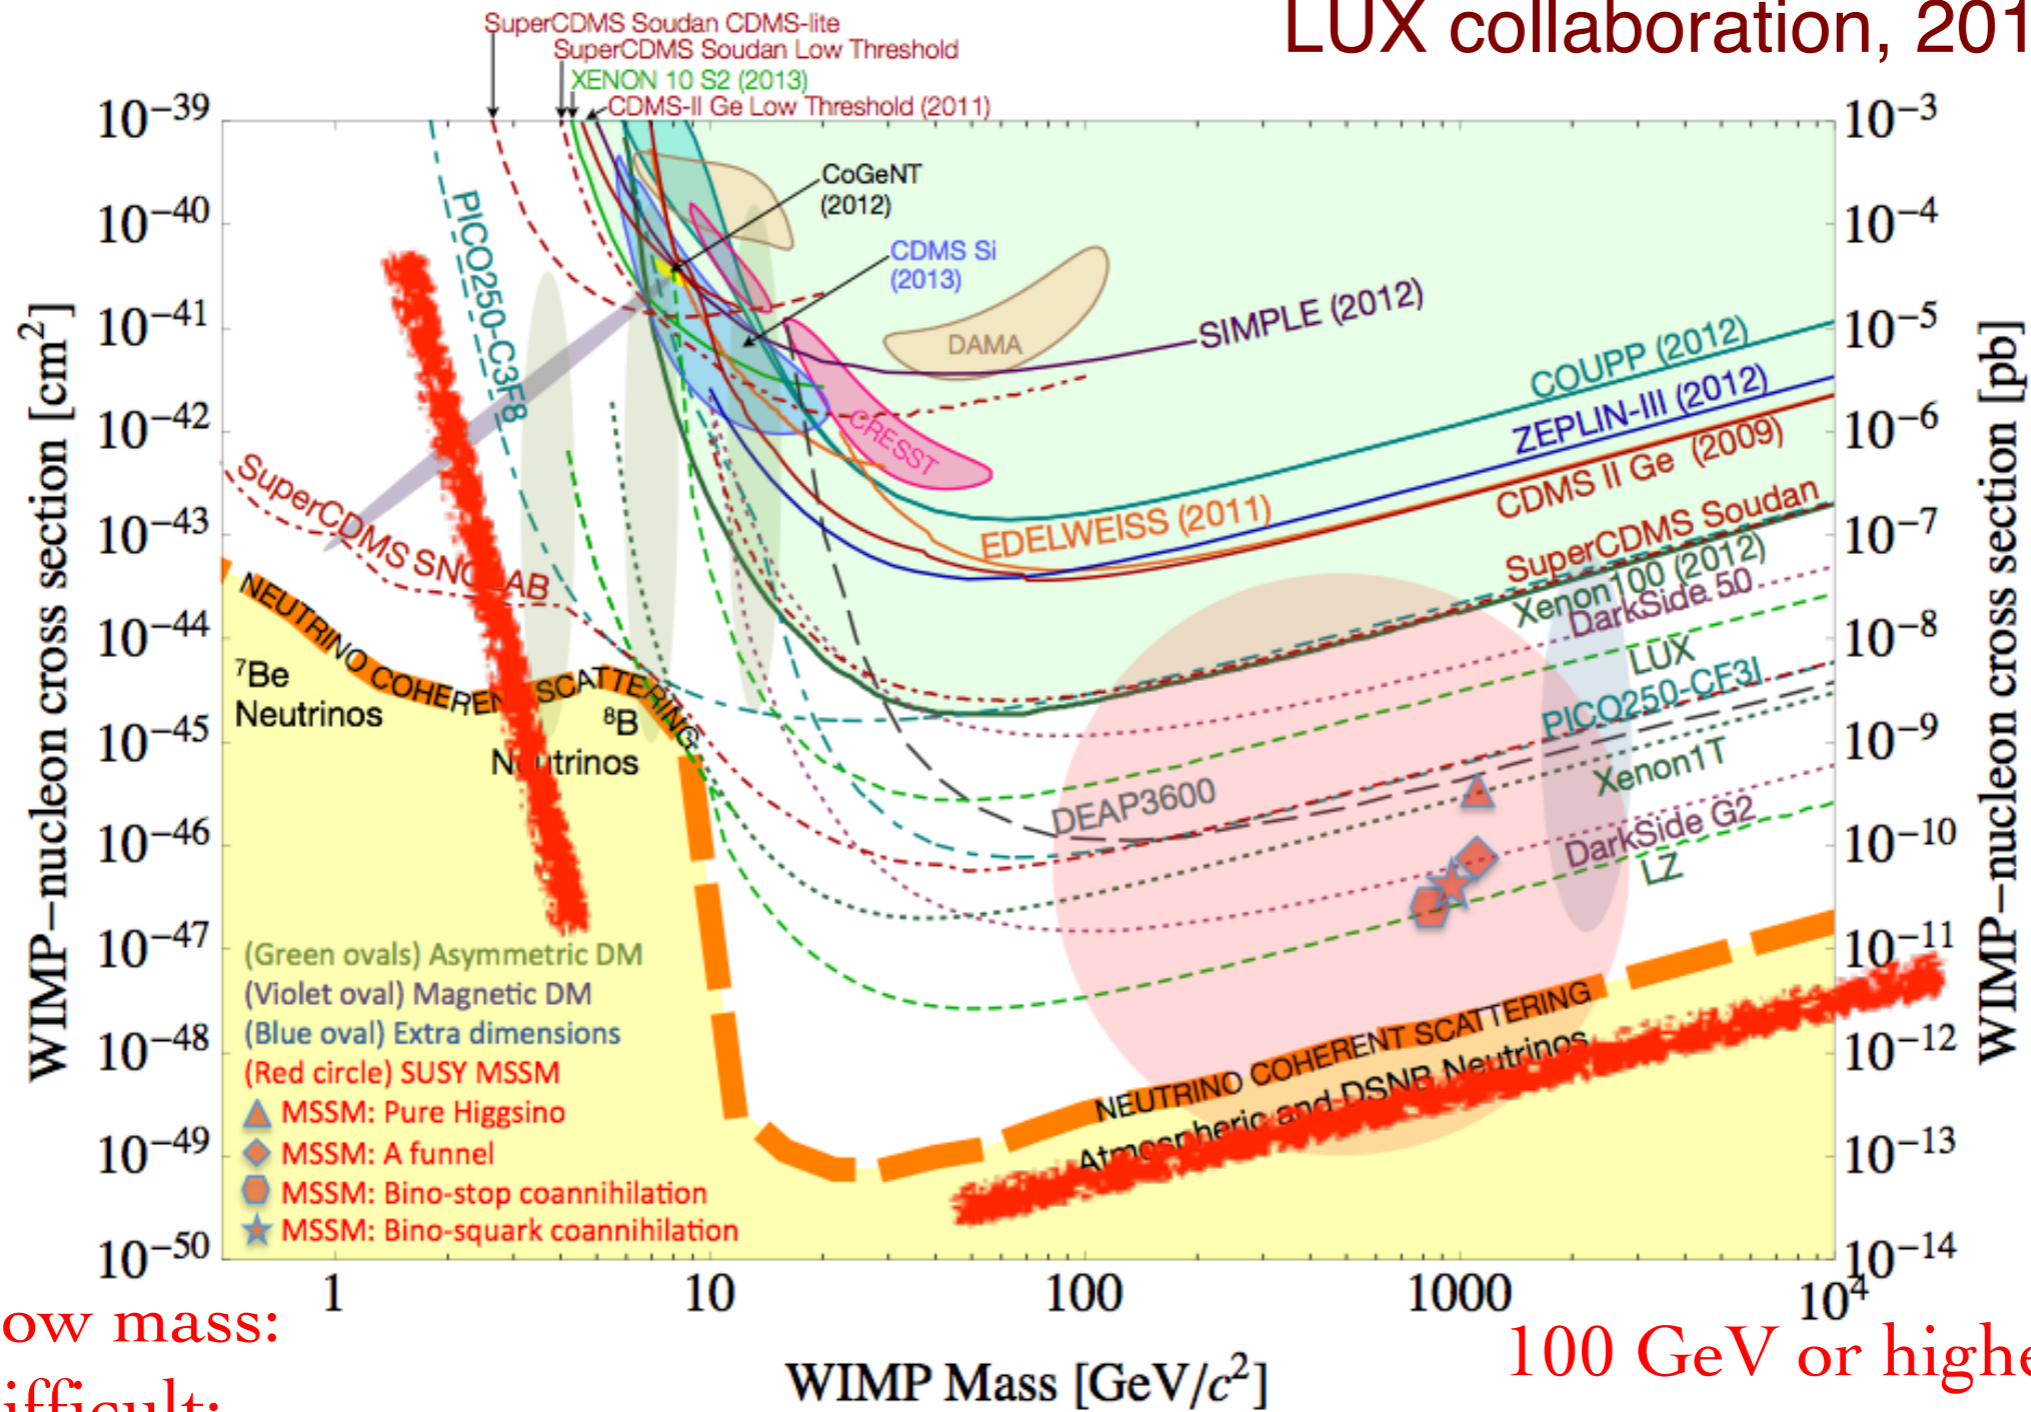 LUX collaboration, 201
SuperCDMS Soudan CDMS-lite
SuperCDMS Soudan Low Threshold
XENON 10 S2 (2013)
CDMS-II Ge Low Threshold (2011)
10−39
10−40
10−41
10−42
10−43
10−44
10−45
10−46
10−47
10−48
10−49
10−50
WIMP−nucleon cross section [cm2]
10−3
10−4
10−5
10−6
10−7
10−8
10−9
10−10
10−11
10−12
10−13
10−14
WIMP−nucleon cross section [pb]
CoGeNT
(2012)
CDMS Si
(2013)
PICO250-C3F8
DAMA
CRESST
SIMPLE (2012)
COUPP (2012)
ZEPLIN-III (2012)
CDMS II Ge (2009)
EDELWEISS (2011)
SuperCDMS Soudan
Xenon100 (2012)
DarkSide 50
LUX
PICO250-CF3I
Xenon1T
DEAP3600
DarkSide G2
LZ
SuperCDMS SNOLAB
NEUTRINO COHERENT SCATTERING
7Be
Neutrinos
8B
Neutrinos
NEUTRINO COHERENT SCATTERING
Atmospheric and DSNB Neutrinos
(Green ovals) Asymmetric DM
(Violet oval) Magnetic DM
(Blue oval) Extra dimensions
(Red circle) SUSY MSSM
MSSM: Pure Higgsino
MSSM: A funnel
MSSM: Bino-stop coannihilation
MSSM: Bino-squark coannihilation
1
10
100
1000
104
WIMP Mass [GeV/c2]
ow mass:
ifficult:
100 GeV or highe